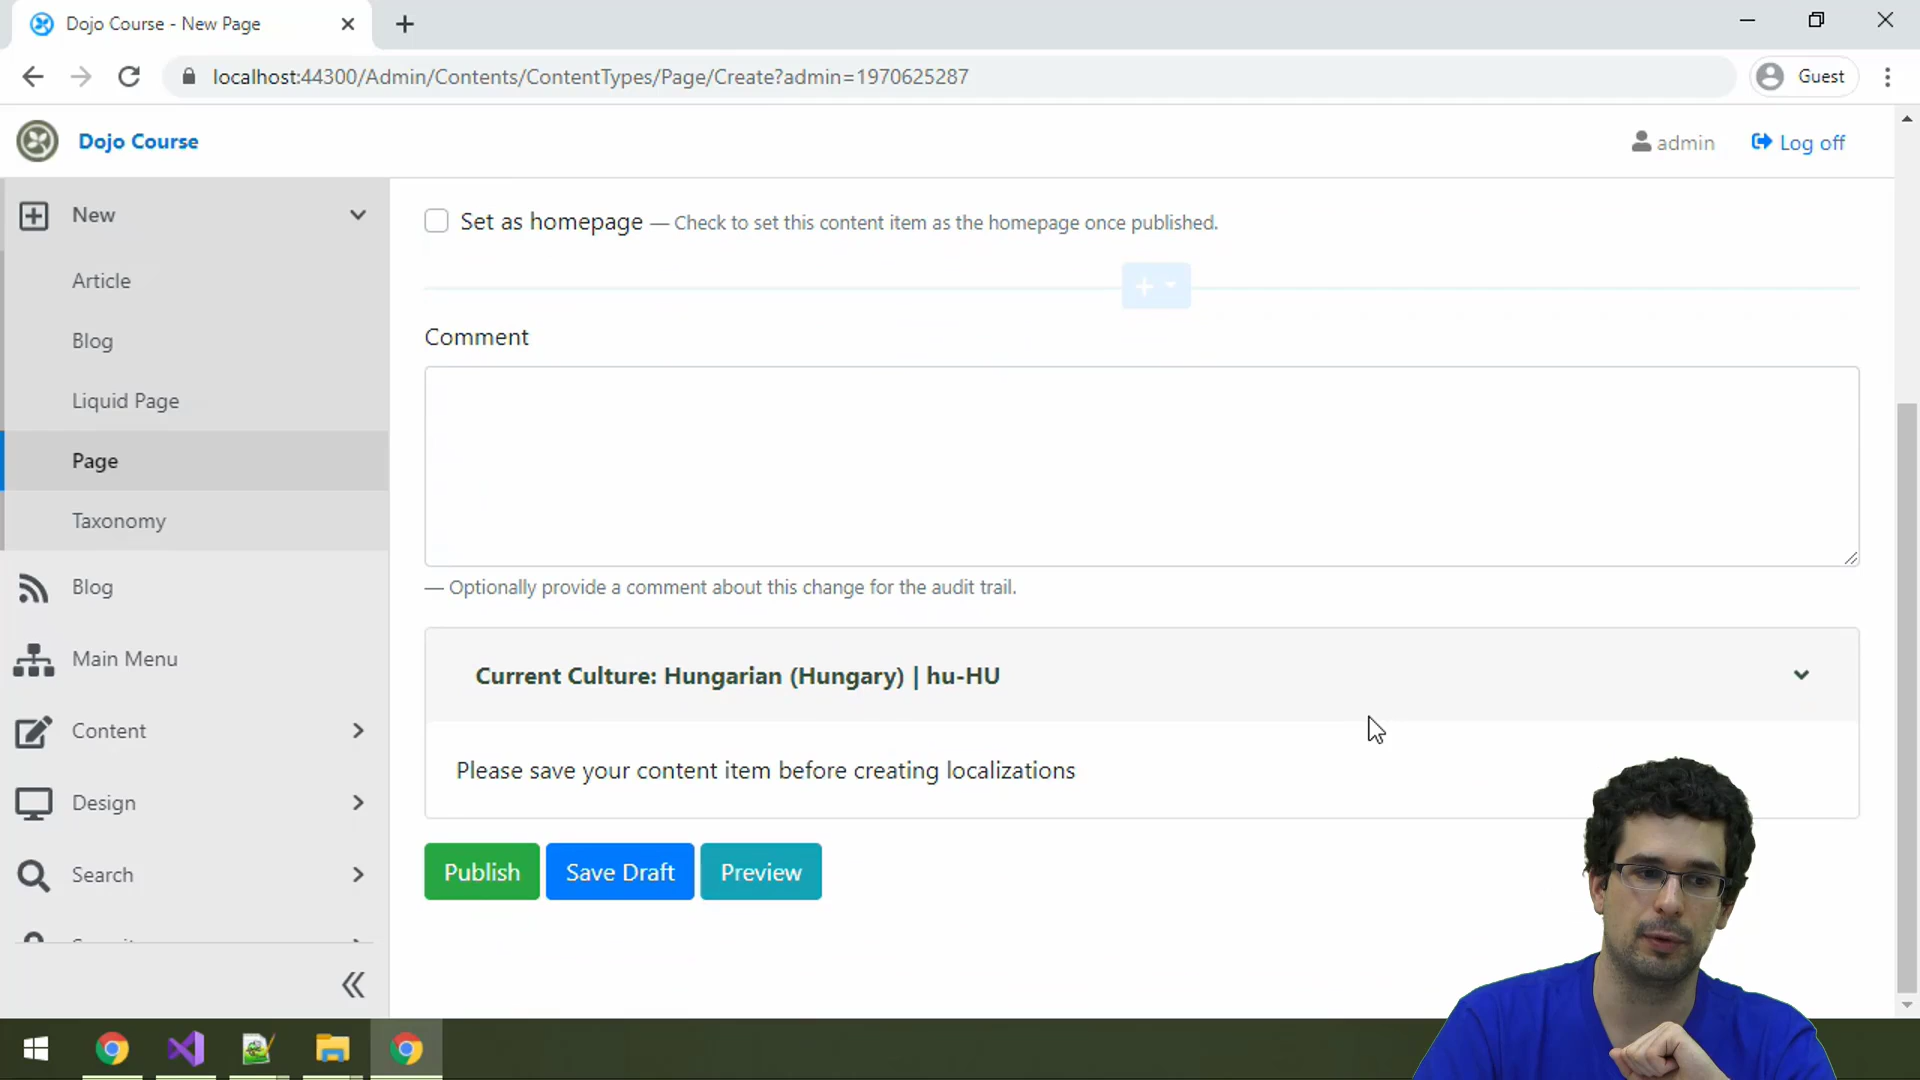 Dojo Course - New Page
localhost:44300/Admin/Contents/ContentTypes/Page/Create?admin=1970625287
Guest
Dojo Course
admin
Log off
New
Article
Blog
Liquid Page
Page
Taxonomy
Blog
Main Menu
Content
Design
Search
Set as homepage — Check to set this content item as the homepage once published.
Comment
— Optionally provide a comment about this change for the audit trail.
Current Culture: Hungarian (Hungary) | hu-HU
Please save your content item before creating localizations
Publish
Save Draft
Preview